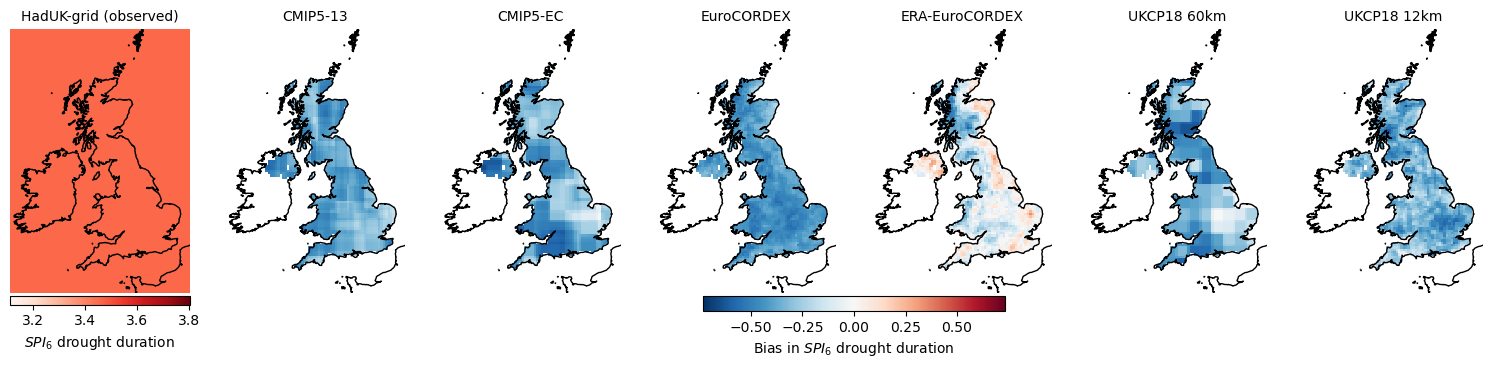 HadUK-grid (observed)
CMIP5-13
CMIP5-EC
EuroCORDEX
ERA-EuroCORDEX
UKCP18 60km
UKCP18 12km
3.2 3.4 3.6 3.8
SPI₆ drought duration
−0.50 −0.25 0.00 0.25 0.50
Bias in SPI₆ drought duration